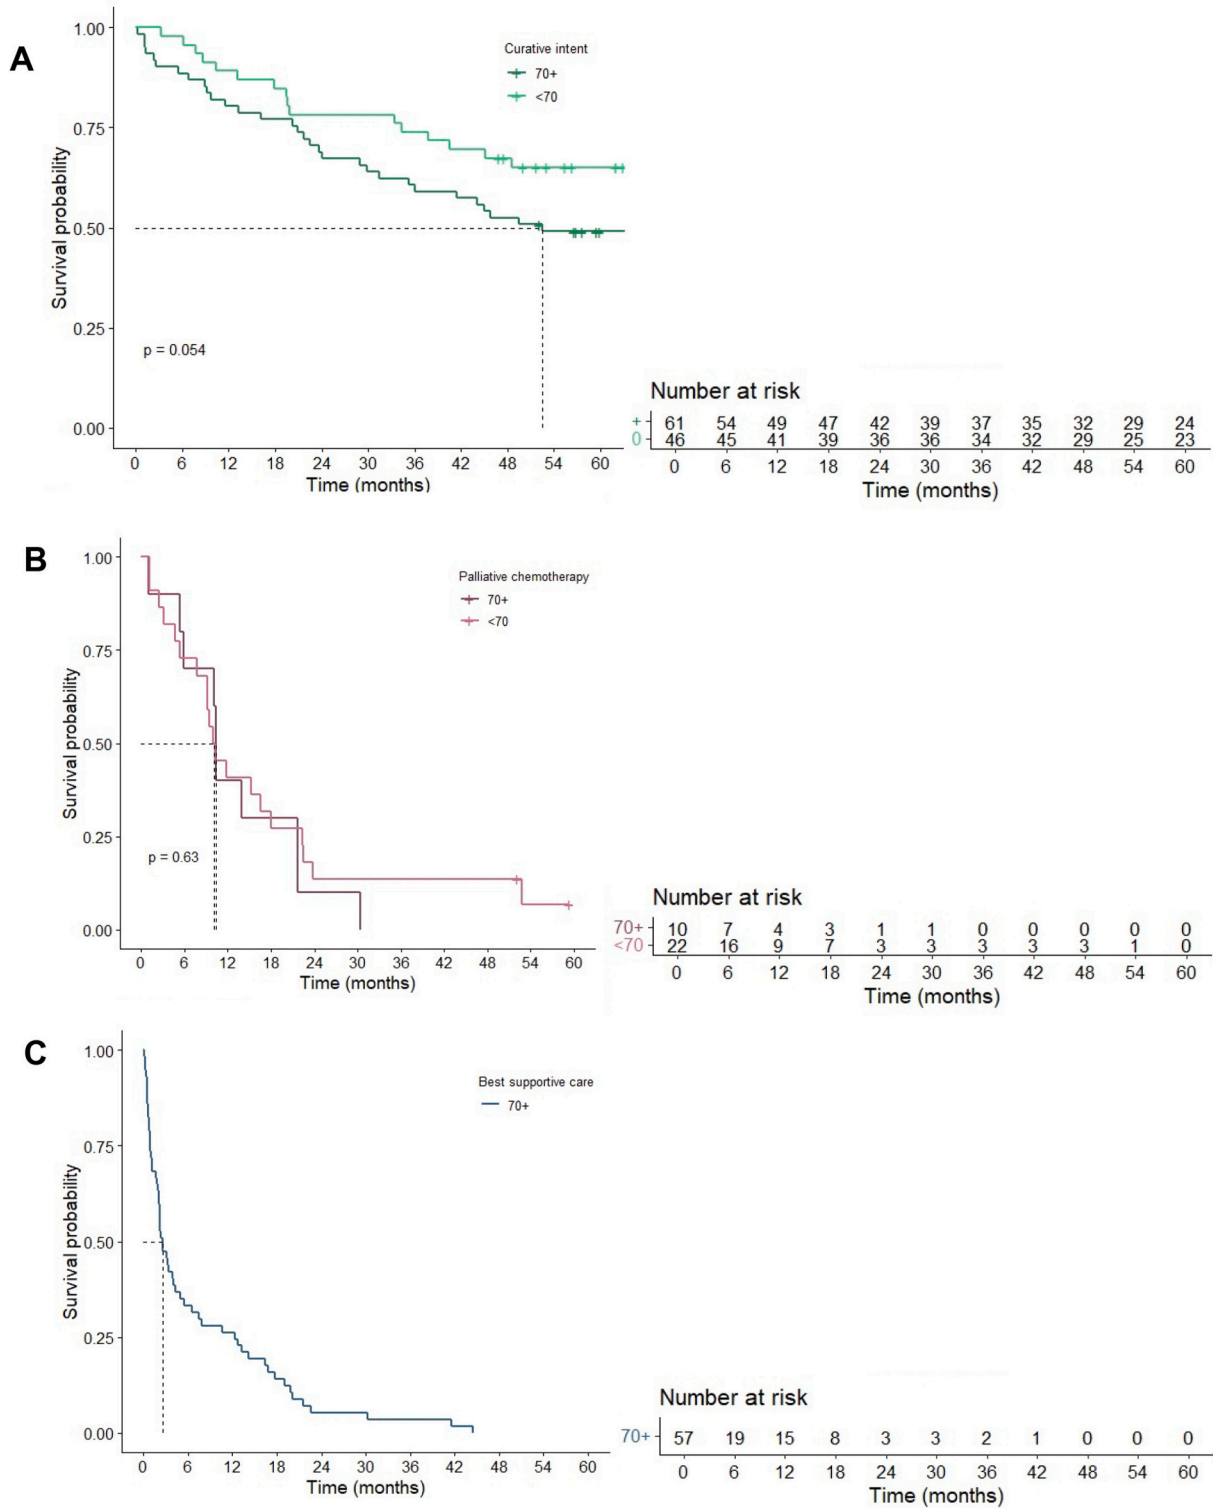 A
1.00
0.75
0.50
0.25
0.00
Survival probability
Curative intent
70+
<70
p = 0.054
0 6 12 18 24 30 36 42 48 54 60
Time (months)
Number at risk
+ 61 54 49 47 42 39 37 35 32 29 24
0 46 45 41 39 36 36 34 32 29 25 23
0 6 12 18 24 30 36 42 48 54 60
Time (months)
B
1.00
0.75
0.50
0.25
0.00
Survival probability
Palliative chemotherapy
70+
<70
p = 0.63
0 6 12 18 24 30 36 42 48 54 60
Time (months)
Number at risk
70+ 10 7 4 3 1 1 0 0 0 0 0
<70 22 16 9 7 3 3 3 3 3 1 0
0 6 12 18 24 30 36 42 48 54 60
Time (months)
C
1.00
0.75
0.50
0.25
0.00
Survival probability
Best supportive care
70+
0 6 12 18 24 30 36 42 48 54 60
Time (months)
Number at risk
70+ 57 19 15 8 3 3 2 1 0 0 0
0 6 12 18 24 30 36 42 48 54 60
Time (months)